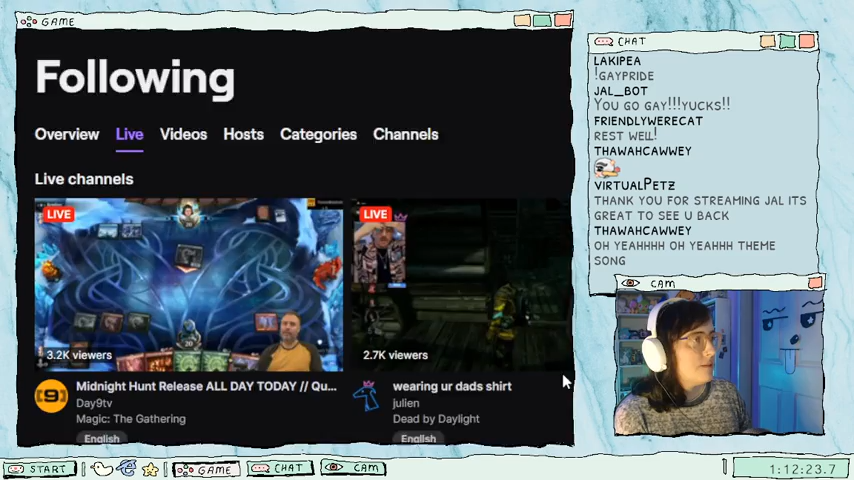 GAME
Following
Overview Live Videos Hosts Categories Channels
Live channels
LIVE
20
20
3.2K viewers
Midnight Hunt Release ALL DAY TODAY // Qu...
Day9tv
Magic: The Gathering
English
LIVE
2.7K viewers
wearing ur dads shirt
julien
Dead by Daylight
English
CHAT
LAKIPEA
!GAYPRIDE
JAL_BOT
YOU GO GAY!!!YUCKS!!
FRIENDLYWERECAT
REST WELL!
THAWAHCAWWEY
VIRTUALPETZ
THANK YOU FOR STREAMING JAL ITS
GREAT TO SEE U BACK
THAWAHCAWWEY
OH YEAHHHH OH YEAHHH THEME
SONG
CAM
START GAME CHAT CAM
1:12:23.7